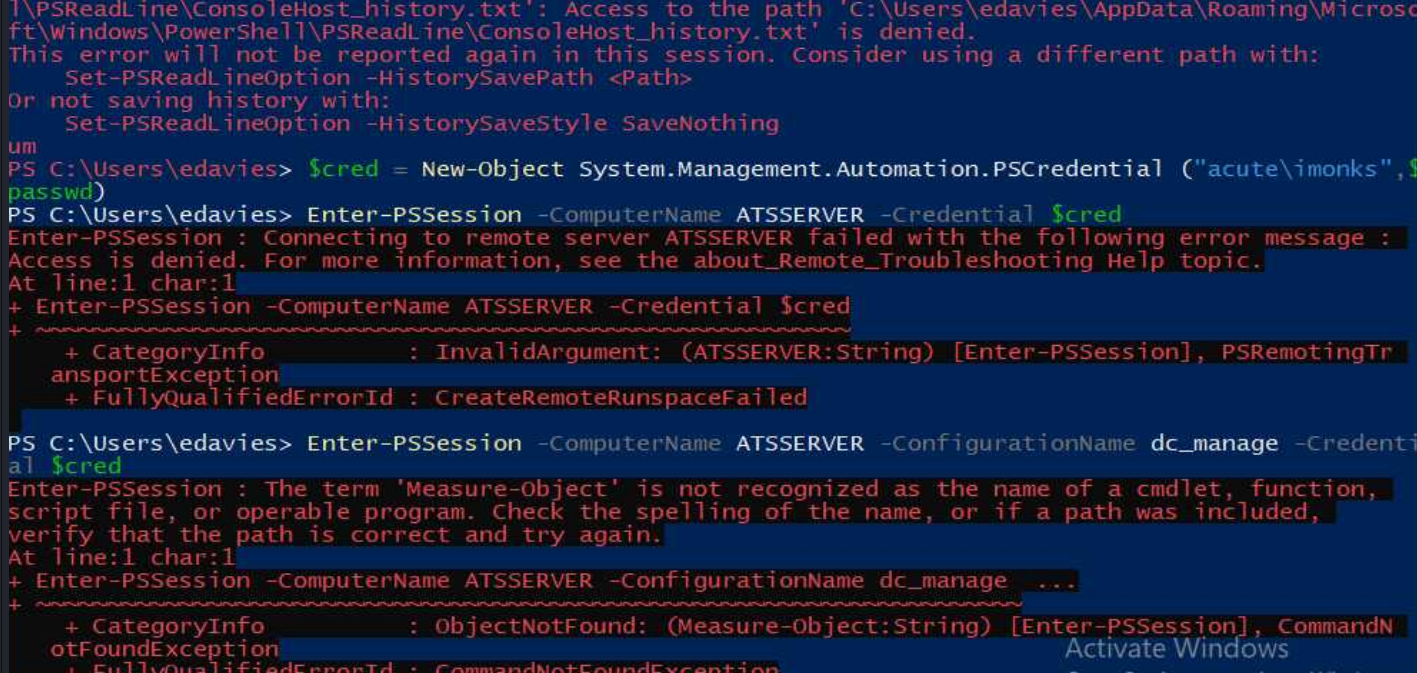 l\PSReadLine\ConsoleHost_history.txt': Access to the path 'C:\Users\edavies\AppData\Roaming\Microso
ft\Windows\PowerShell\PSReadLine\ConsoleHost_history.txt' is denied.
This error will not be reported again in this session. Consider using a different path with:
    Set-PSReadLineOption -HistorySavePath <Path>
Or not saving history with:
    Set-PSReadLineOption -HistorySaveStyle SaveNothing
um
PS C:\Users\edavies> $cred = New-Object System.Management.Automation.PSCredential ("acute\imonks",$
passwd)
PS C:\Users\edavies> Enter-PSSession -ComputerName ATSSERVER -Credential $cred
Enter-PSSession : Connecting to remote server ATSSERVER failed with the following error message :
Access is denied. For more information, see the about_Remote_Troubleshooting Help topic.
At line:1 char:1
+ Enter-PSSession -ComputerName ATSSERVER -Credential $cred
+ ~~~~~~~~~~~~~~~~~~~~~~~~~~~~~~~~~~~~~~~~~~~~~~~~~~~~~~~~~
    + CategoryInfo          : InvalidArgument: (ATSSERVER:String) [Enter-PSSession], PSRemotingTr
   ansportException
    + FullyQualifiedErrorId : CreateRemoteRunspaceFailed
PS C:\Users\edavies> Enter-PSSession -ComputerName ATSSERVER -ConfigurationName dc_manage -Credenti
al $cred
Enter-PSSession : The term 'Measure-Object' is not recognized as the name of a cmdlet, function,
script file, or operable program. Check the spelling of the name, or if a path was included,
verify that the path is correct and try again.
At line:1 char:1
+ Enter-PSSession -ComputerName ATSSERVER -ConfigurationName dc_manage  ...
+ ~~~~~~~~~~~~~~~~~~~~~~~~~~~~~~~~~~~~~~~~~~~~~~~~~~~~~~~~~~~~~~~~~~~~~
    + CategoryInfo          : ObjectNotFound: (Measure-Object:String) [Enter-PSSession], CommandN
   otFoundException
Activate Windows
    + FullyQualifiedErrorId : CommandNotFoundException